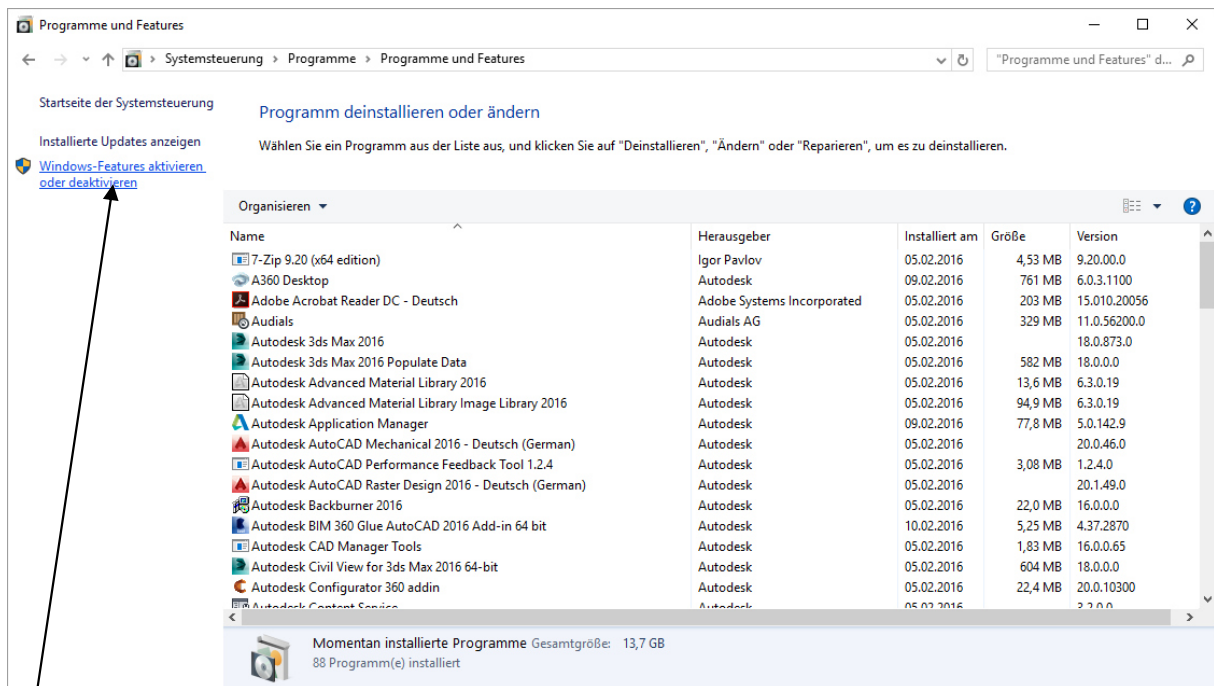 Programme und Features
Systemsteuerung > Programme > Programme und Features
"Programme und Features" d...
Startseite der Systemsteuerung
Installierte Updates anzeigen
Windows-Features aktivieren
oder deaktivieren
Programm deinstallieren oder ändern
Wählen Sie ein Programm aus der Liste aus, und klicken Sie auf "Deinstallieren", "Ändern" oder "Reparieren", um es zu deinstallieren.
Organisieren
Name Herausgeber Installiert am Größe Version
7-Zip 9.20 (x64 edition) Igor Pavlov 05.02.2016 4,53 MB 9.20.00.0
A360 Desktop Autodesk 09.02.2016 761 MB 6.0.3.1100
Adobe Acrobat Reader DC - Deutsch Adobe Systems Incorporated 05.02.2016 203 MB 15.010.20056
Audials Audials AG 05.02.2016 329 MB 11.0.56200.0
Autodesk 3ds Max 2016 Autodesk 05.02.2016 18.0.873.0
Autodesk 3ds Max 2016 Populate Data Autodesk 05.02.2016 582 MB 18.0.0.0
Autodesk Advanced Material Library 2016 Autodesk 05.02.2016 13,6 MB 6.3.0.19
Autodesk Advanced Material Library Image Library 2016 Autodesk 05.02.2016 94,9 MB 6.3.0.19
Autodesk Application Manager Autodesk 09.02.2016 77,8 MB 5.0.142.9
Autodesk AutoCAD Mechanical 2016 - Deutsch (German) Autodesk 05.02.2016 20.0.46.0
Autodesk AutoCAD Performance Feedback Tool 1.2.4 Autodesk 05.02.2016 3,08 MB 1.2.4.0
Autodesk AutoCAD Raster Design 2016 - Deutsch (German) Autodesk 05.02.2016 20.1.49.0
Autodesk Backburner 2016 Autodesk 05.02.2016 22,0 MB 16.0.0.0
Autodesk BIM 360 Glue AutoCAD 2016 Add-in 64 bit Autodesk 10.02.2016 5,25 MB 4.37.2870
Autodesk CAD Manager Tools Autodesk 05.02.2016 1,83 MB 16.0.0.65
Autodesk Civil View for 3ds Max 2016 64-bit Autodesk 05.02.2016 604 MB 18.0.0.0
Autodesk Configurator 360 addin Autodesk 05.02.2016 22,4 MB 20.0.10300
Autodesk Content Service Autodesk 05.02.2016 3.2.0.0
Momentan installierte Programme Gesamtgröße: 13,7 GB
88 Programm(e) installiert